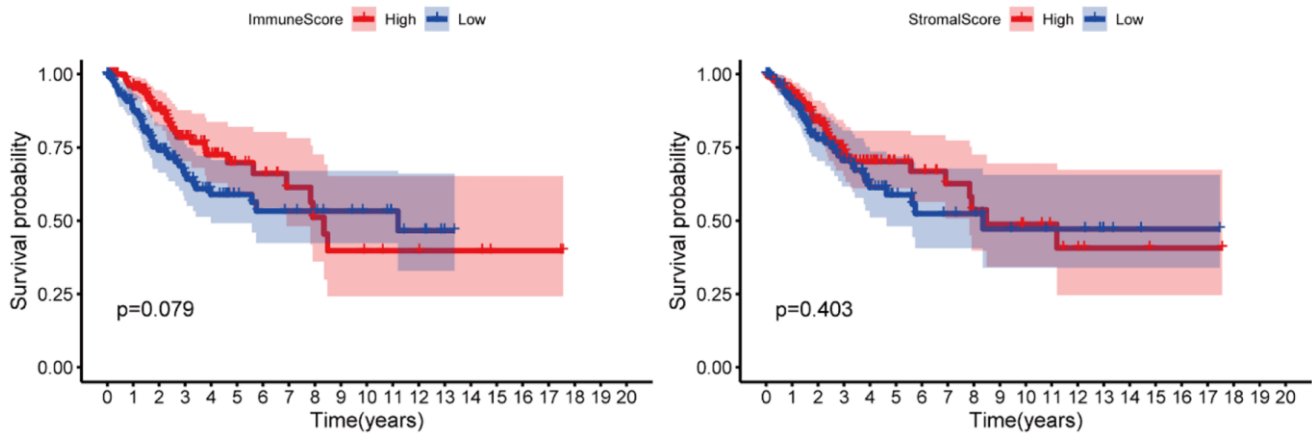 ImmuneScore High Low
1.00
0.75
0.50
0.25
0.00
Survival probability
p=0.079
0 1 2 3 4 5 6 7 8 9 10 11 12 13 14 15 16 17 18 19 20
Time(years)
StromalScore High Low
1.00
0.75
0.50
0.25
0.00
Survival probability
p=0.403
0 1 2 3 4 5 6 7 8 9 10 11 12 13 14 15 16 17 18 19 20
Time(years)